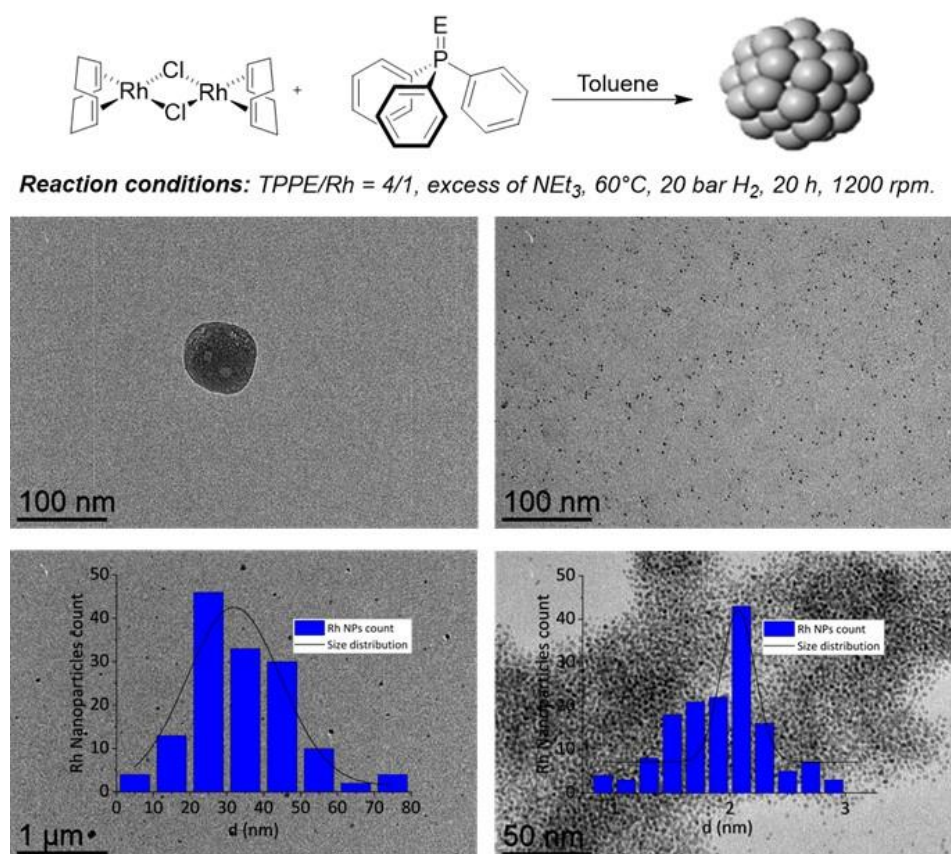 E
Cl
P
Rh
Rh
+
Toluene
Cl
Reaction conditions: TPPE/Rh = 4/1, excess of NEt₃, 60°C, 20 bar H₂, 20 h, 1200 rpm.
100 nm
100 nm
50
40
30
20
10
0
Rh Nanoparticles count
Rh NPs count
Size distribution
0 10 20 30 40 50 60 70 80
d (nm)
1 µm
50
40
30
20
10
0
Rh Nanoparticles count
Rh NPs count
Size distribution
2 3
d (nm)
50 nm